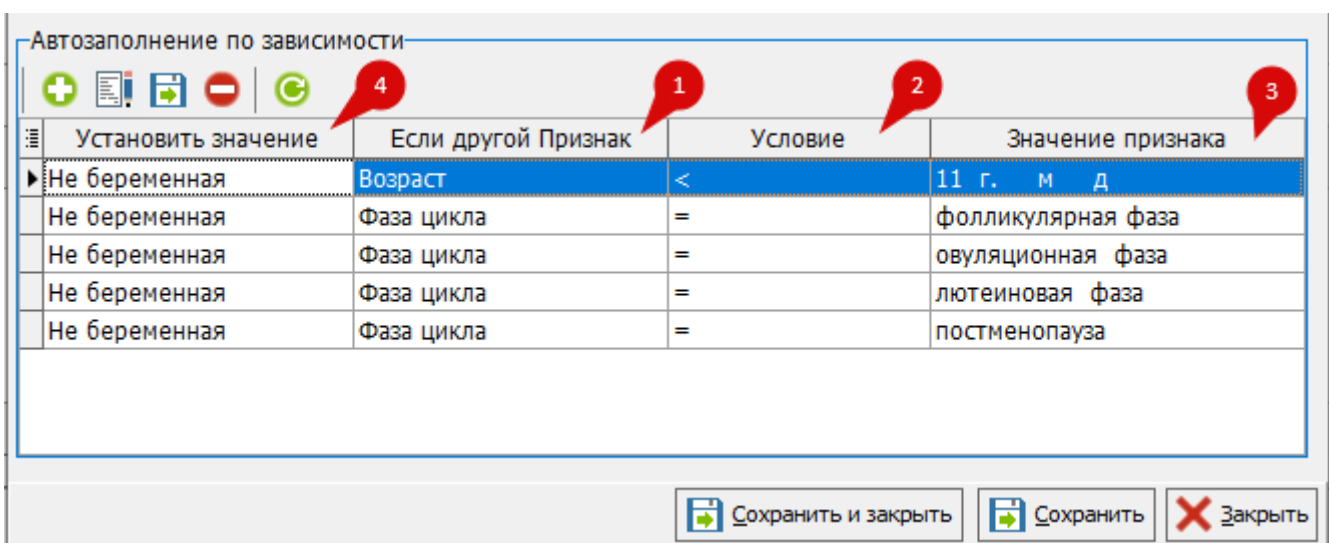 Автозаполнение по зависимости
4 1 2 3
Установить значение Если другой Признак Условие Значение признака
Не беременная Возраст < 11 г. м д
Не беременная Фаза цикла = фолликулярная фаза
Не беременная Фаза цикла = овуляционная фаза
Не беременная Фаза цикла = лютеиновая фаза
Не беременная Фаза цикла = постменопауза
Сохранить и закрыть Сохранить Закрыть